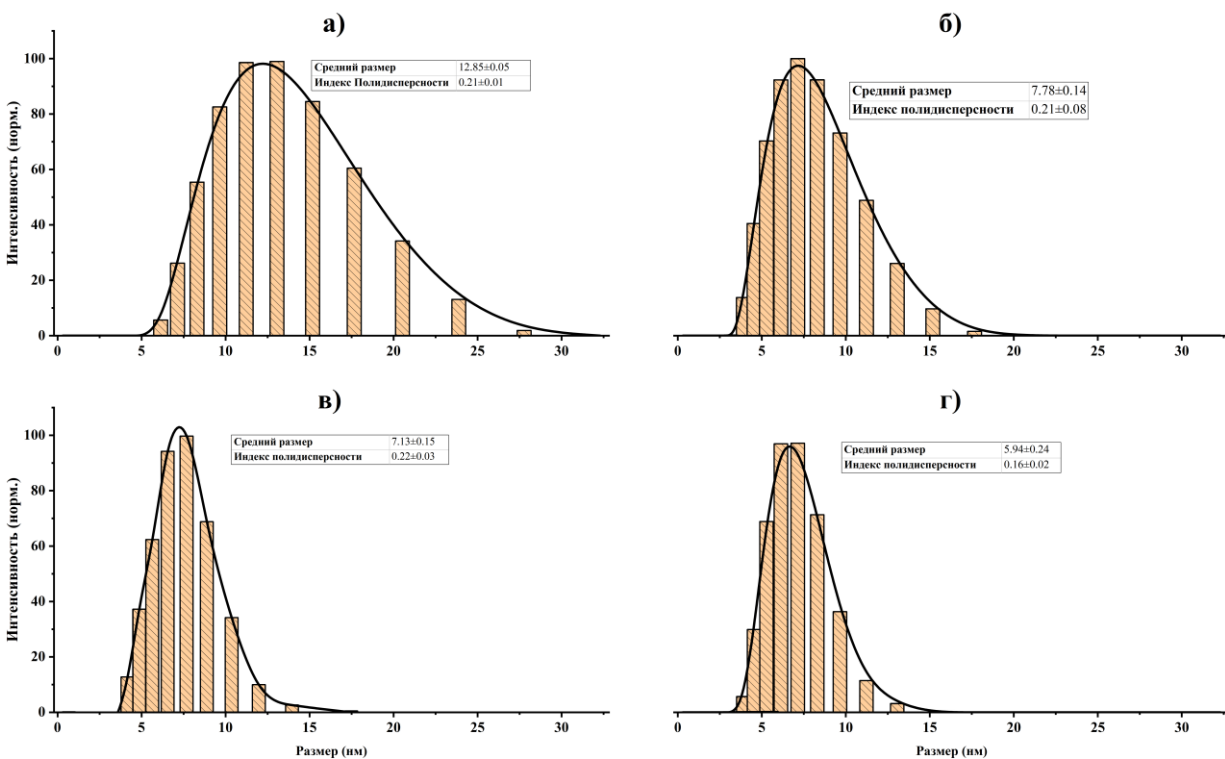 а)
б)
Интенсивность (норм.)
100
80
60
40
20
0
Средний размер 12.85±0.05
Индекс Полидисперсности 0.21±0.01
Средний размер 7.78±0.14
Индекс полидисперсности 0.21±0.08
0 5 10 15 20 25 30
0 5 10 15 20 25 30
в)
г)
Интенсивность (норм.)
100
80
60
40
20
0
Средний размер 7.13±0.15
Индекс полидисперсности 0.22±0.03
Средний размер 5.94±0.24
Индекс полидисперсности 0.16±0.02
0 5 10 15 20 25 30
0 5 10 15 20 25 30
Размер (нм)
Размер (нм)